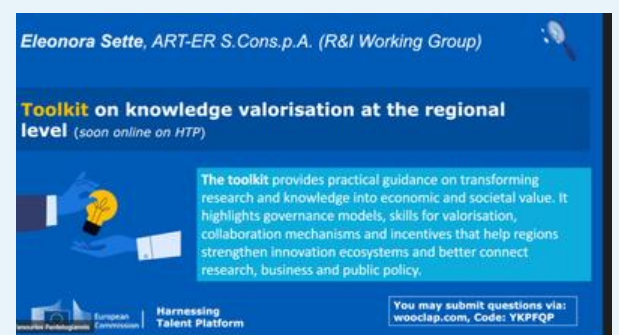 Eleonora Sette, ART-ER S.Cons.p.A. (R&I Working Group)
Toolkit on knowledge valorisation at the regional
level (soon online on HTP)
The toolkit provides practical guidance on transforming
research and knowledge into economic and societal value. It
highlights governance models, skills for valorisation,
collaboration mechanisms and incentives that help regions
strengthen innovation ecosystems and better connect
research, business and public policy.
European
Commission
Harnessing
Talent Platform
You may submit questions via:
wooclap.com, Code: YKPFQP